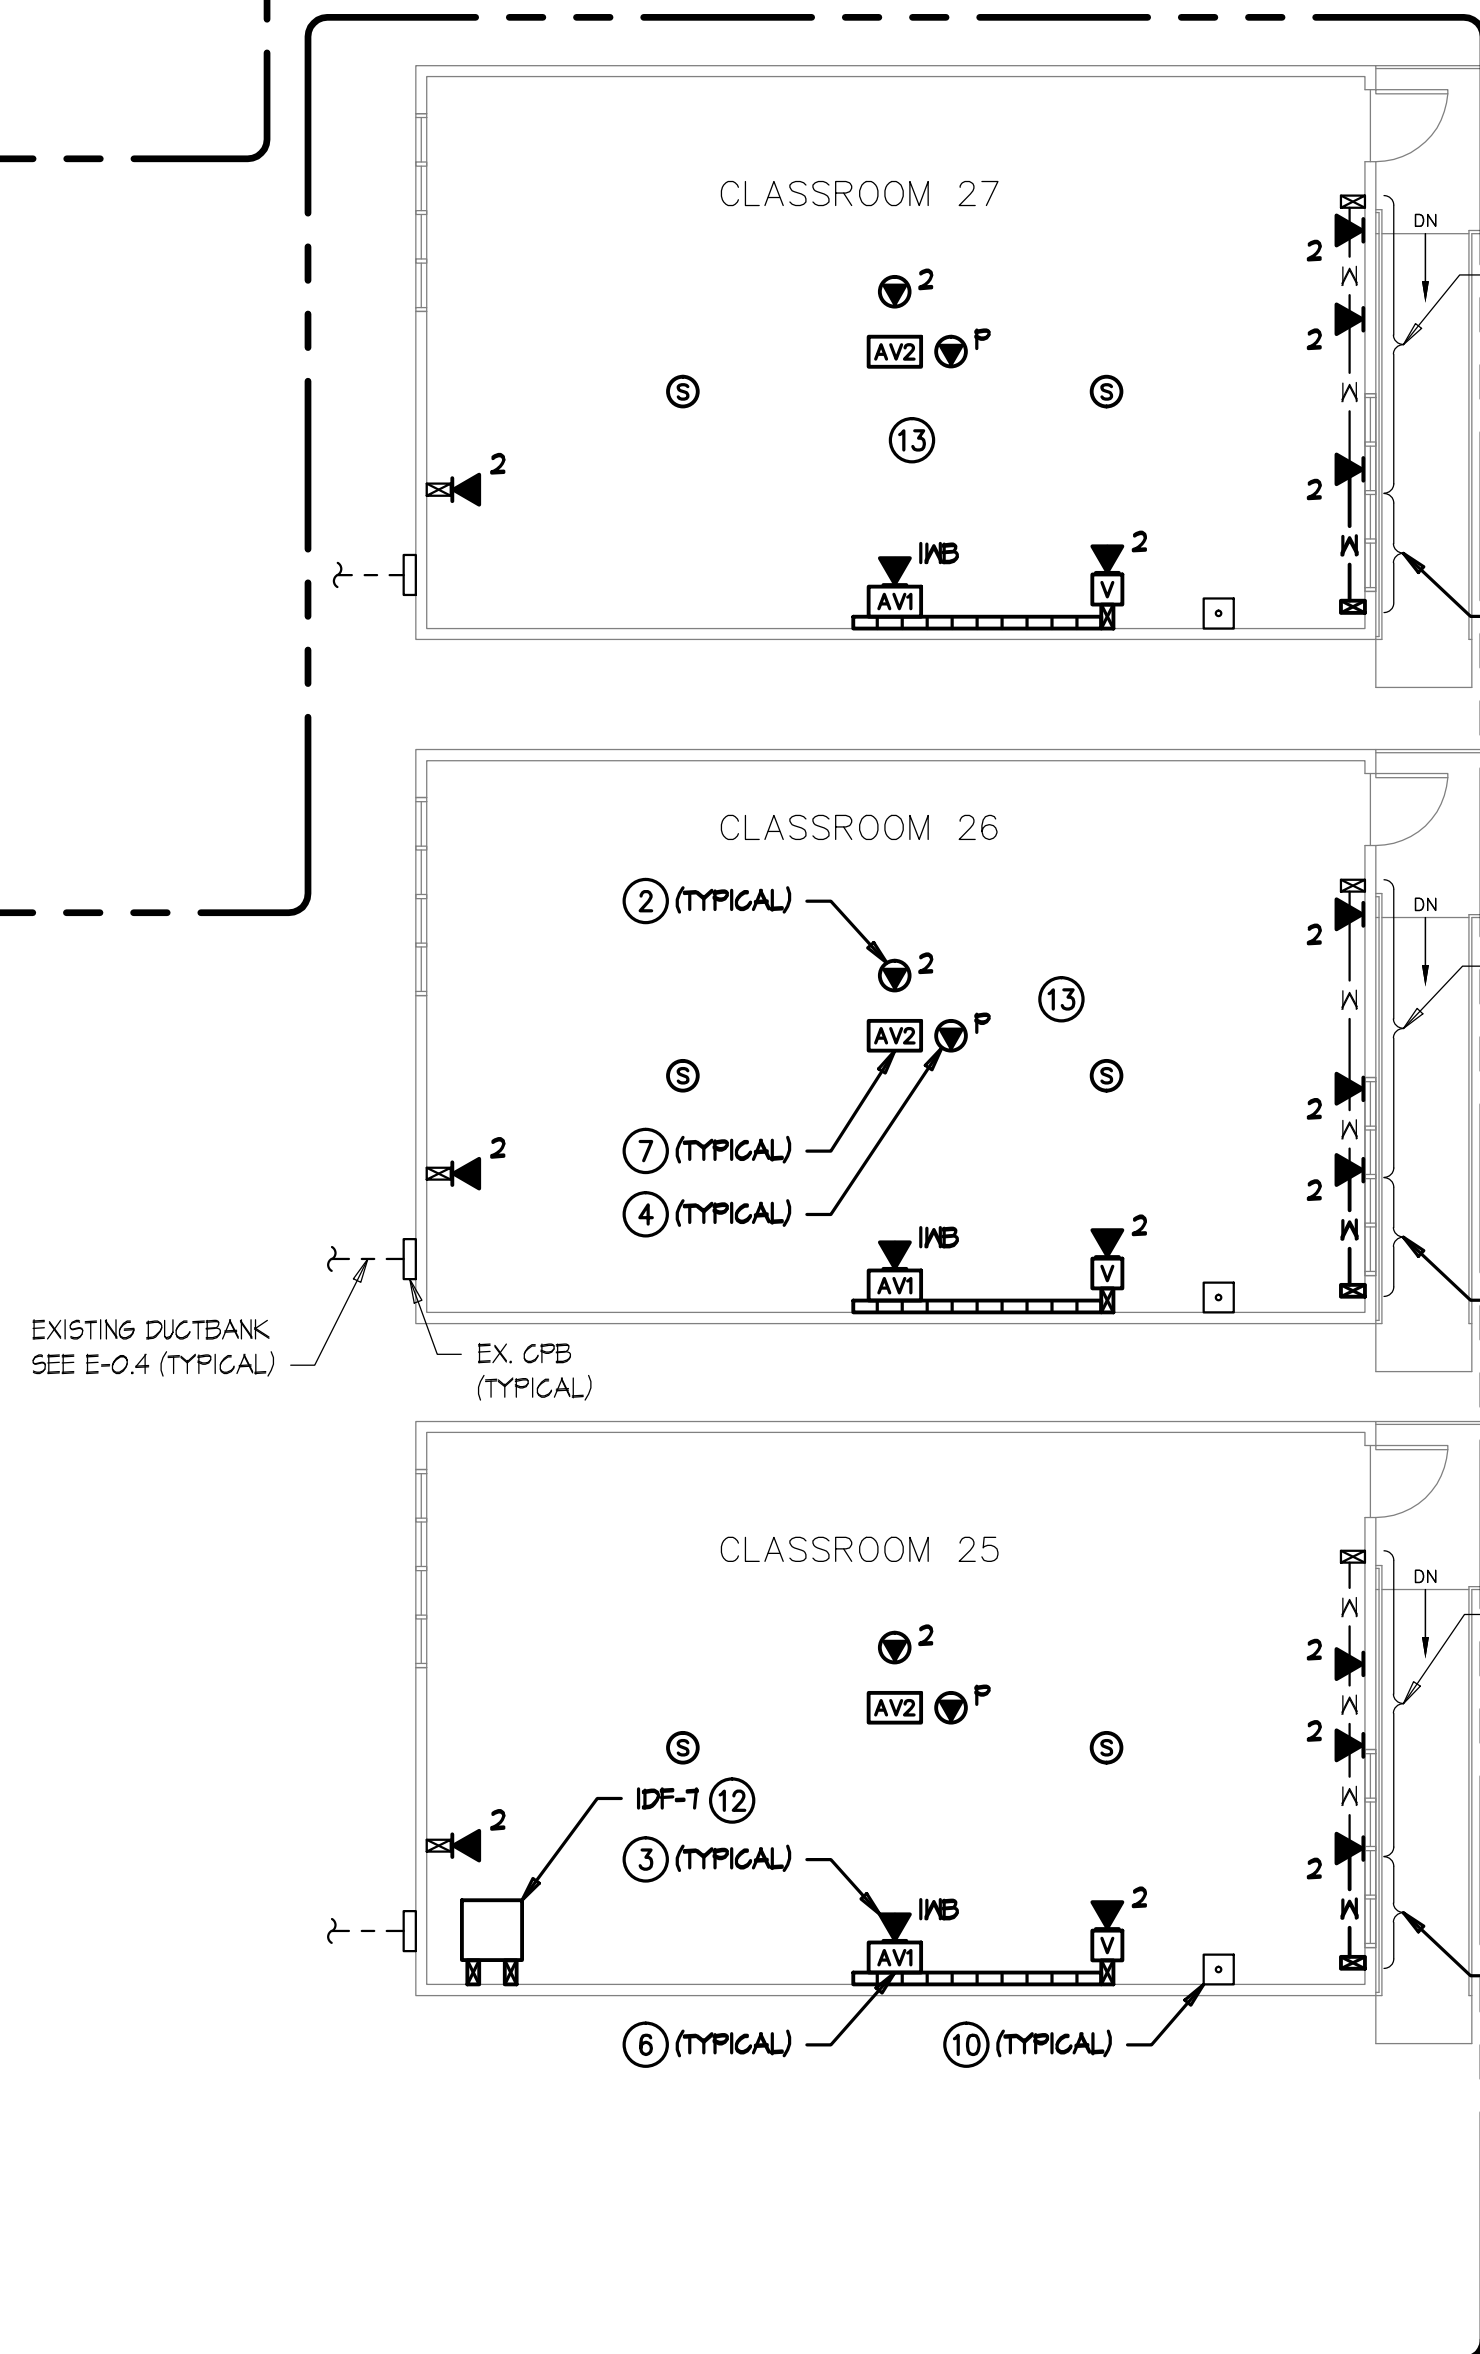 CLASSROOM 27
DN
2
2
P
AV2
2
S
S
13
2
2
IWB
2
AV1
V
W
W
W
CLASSROOM 26
2 (TYPICAL)
DN
2
2
13
P
AV2
W
S
S
2
W
7 (TYPICAL)
2
2
4 (TYPICAL)
W
IWB
2
AV1
V
EXISTING DUCTBANK
SEE E-0.4 (TYPICAL)
EX. CPB
(TYPICAL)
CLASSROOM 25
DN
W
2
2
P
AV2
W
2
S
S
IDF-7 12
W
2
3 (TYPICAL)
2
IWB
2
W
AV1
V
6 (TYPICAL)
10 (TYPICAL)